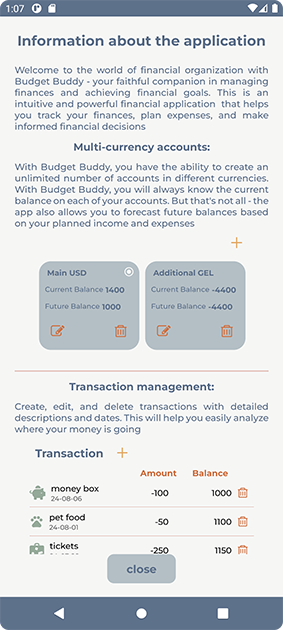 1:07
Information about the application
Welcome to the world of financial organization with
Budget Buddy - your faithful companion in managing
finances and achieving financial goals. This is an
intuitive and powerful financial application that helps
you track your finances, plan expenses, and make
informed financial decisions
Multi-currency accounts:
With Budget Buddy, you have the ability to create an
unlimited number of accounts in different currencies.
With Budget Buddy, you will always know the current
balance on each of your accounts. But that's not all - the
app also allows you to forecast future balances based
on your planned income and expenses
+
Main USD
Current Balance 1400
Future Balance 1000
Additional GEL
Current Balance -4400
Future Balance -4400
Transaction management:
Create, edit, and delete transactions with detailed
descriptions and dates. This will help you easily analyze
where your money is going
Transaction +
Amount Balance
money box -100 1000
24-08-06
pet food -50 1100
24-08-01
tickets -250 1150
close